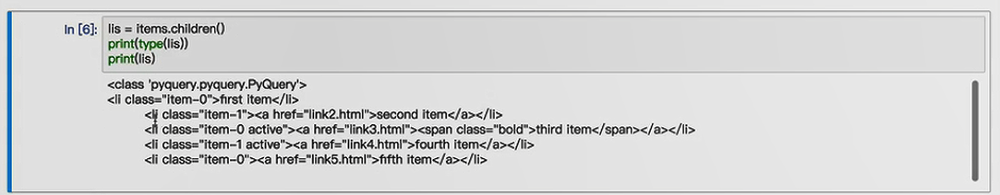 In [6]: lis = items.children()
print(type(lis))
print(lis)
<class 'pyquery.pyquery.PyQuery'>
<li class="item-0">first item</li>
<li class="item-1"><a href="link2.html">second item</a></li>
<li class="item-0 active"><a href="link3.html"><span class="bold">third item</span></a></li>
<li class="item-1 active"><a href="link4.html">fourth item</a></li>
<li class="item-0"><a href="link5.html">fifth item</a></li>